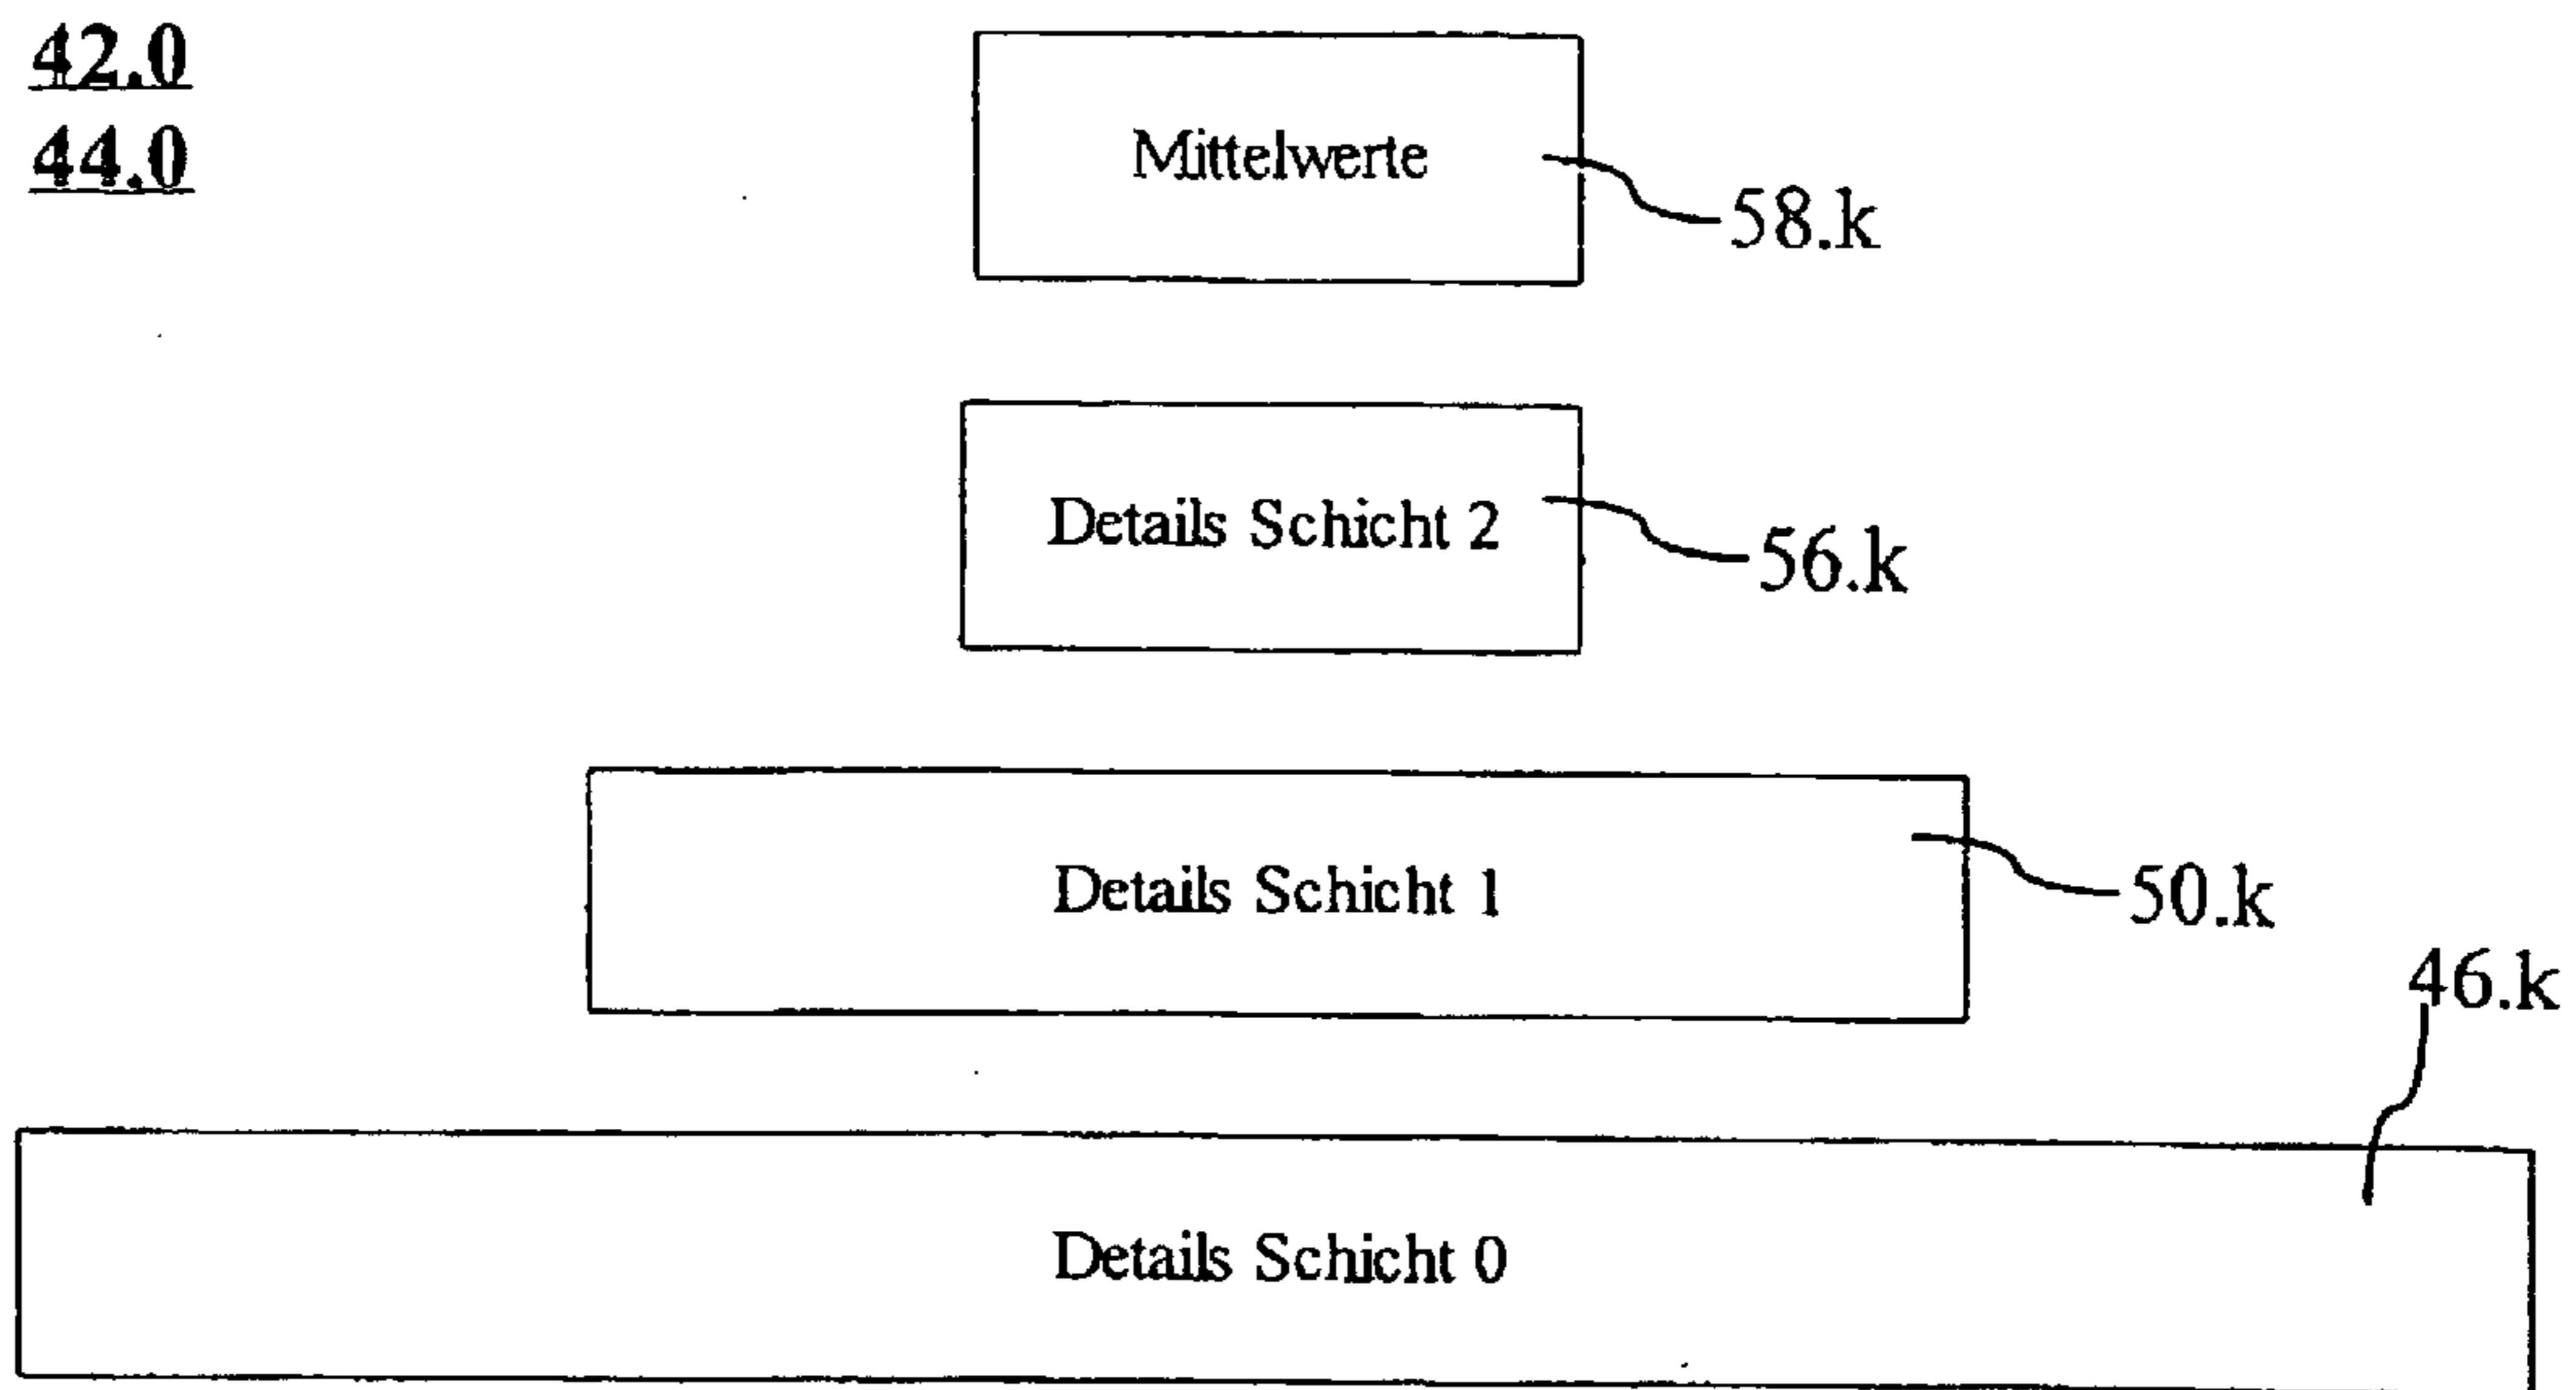 42.0
44.0
Mittelwerte
58.k
Details Schicht 2
56.k
Details Schicht 1
50.k
46.k
Details Schicht 0